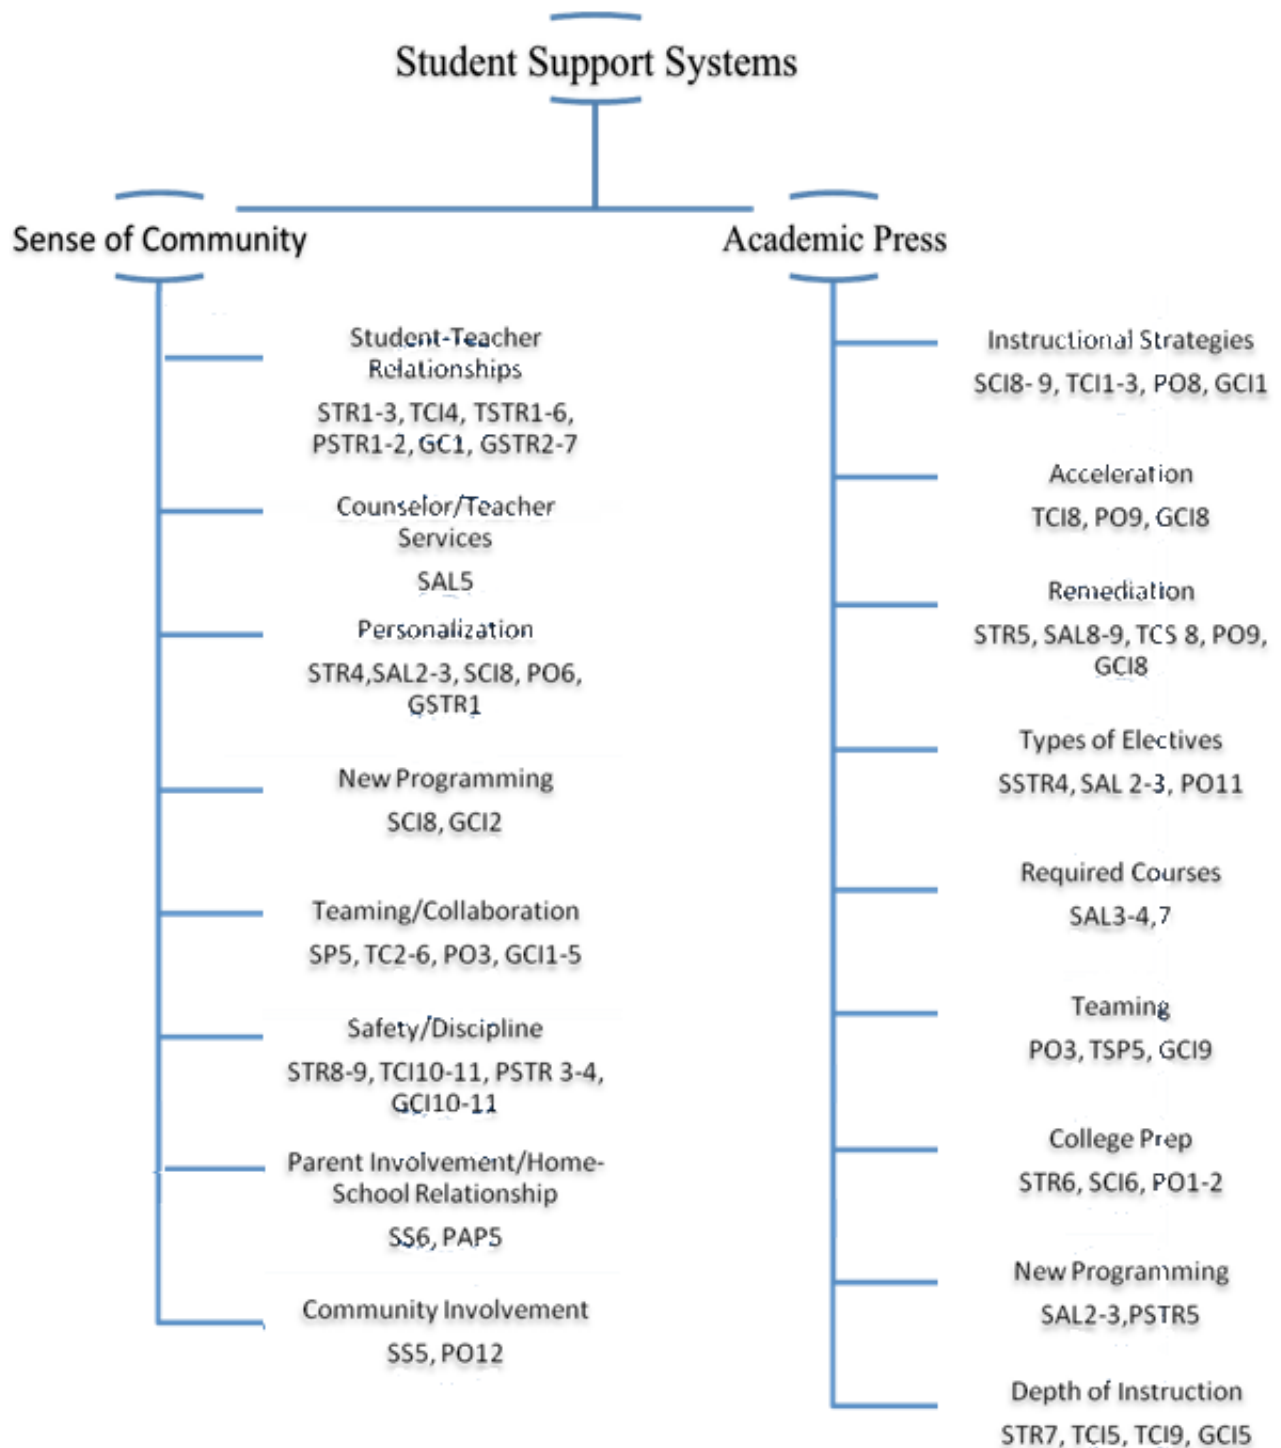 Student Support Systems
Sense of Community
Student-Teacher
Relationships
STR1-3, TCI4, TSTR1-6,
PSTR1-2, GC1, GSTR2-7
Counselor/Teacher
Services
SAL5
Personalization
STR4,SAL2-3, SCI8, PO6,
GSTR1
New Programming
SCI8, GCI2
Teaming/Collaboration
SP5, TC2-6, PO3, GCI1-5
Safety/Discipline
STR8-9, TCI10-11, PSTR 3-4,
GCI10-11
Parent Involvement/Home-
School Relationship
SS6, PAP5
Community Involvement
SS5, PO12
Academic Press
Instructional Strategies
SCI8- 9, TCI1-3, PO8, GCI1
Acceleration
TCI8, PO9, GCI8
Remediation
STR5, SAL8-9, TCS 8, PO9,
GCI8
Types of Electives
SSTR4, SAL 2-3, PO11
Required Courses
SAL3-4,7
Teaming
PO3, TSP5, GCI9
College Prep
STR6, SCI6, PO1-2
New Programming
SAL2-3,PSTR5
Depth of Instruction
STR7, TCI5, TCI9, GCI5